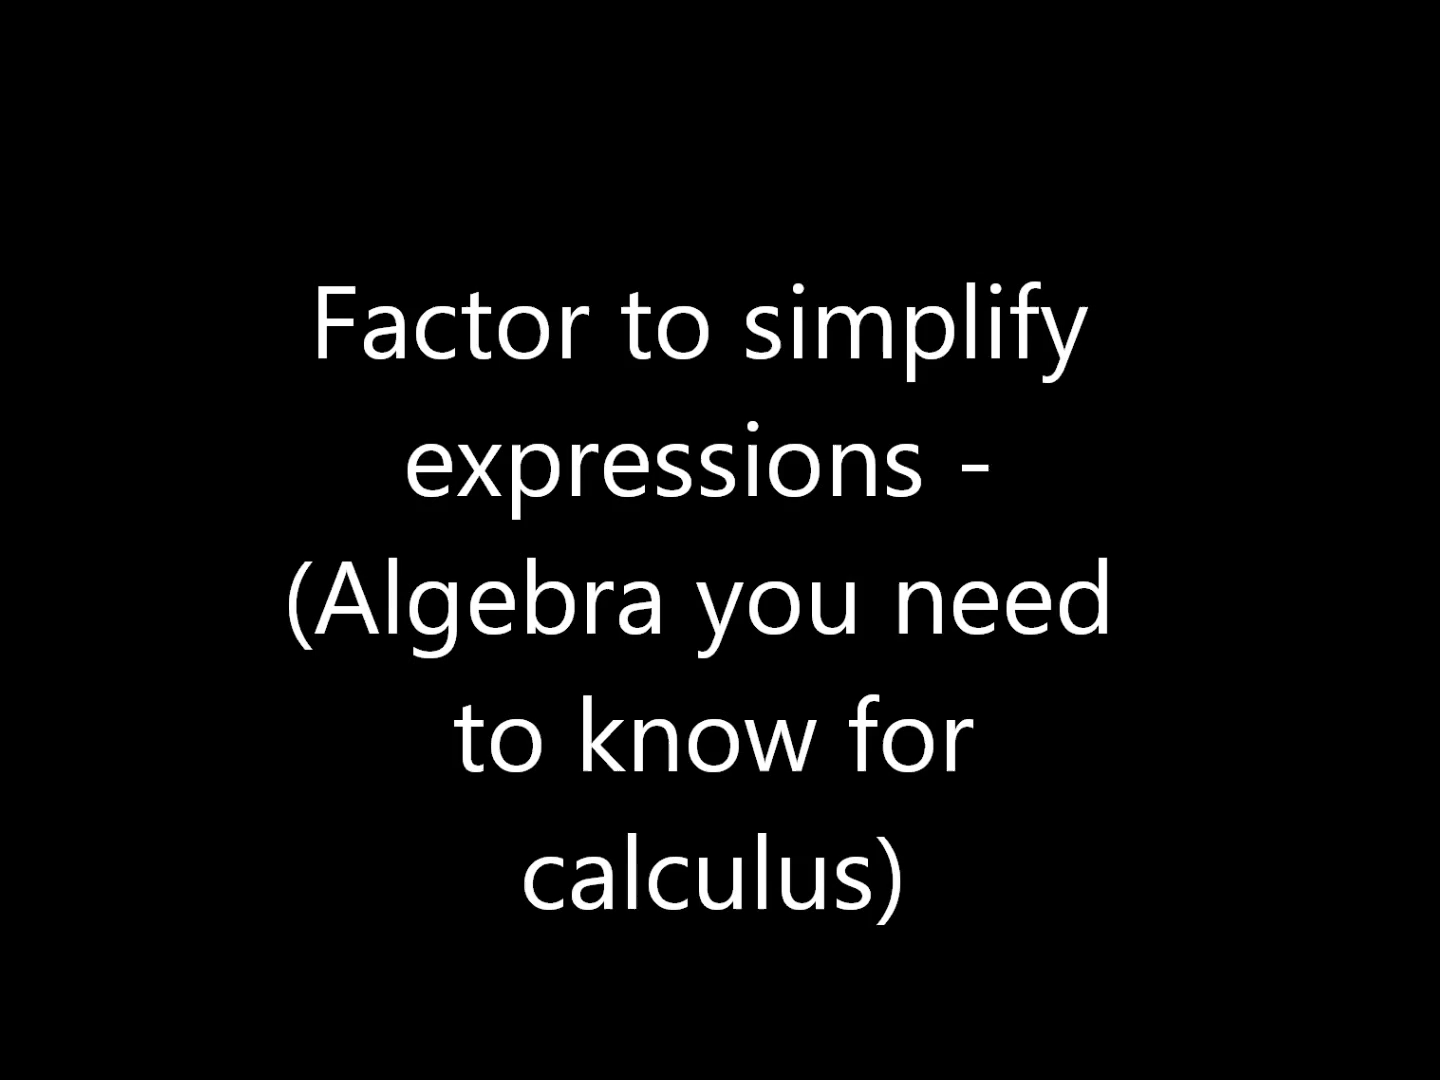 Factor to simplify
expressions -
(Algebra you need
to know for
calculus)